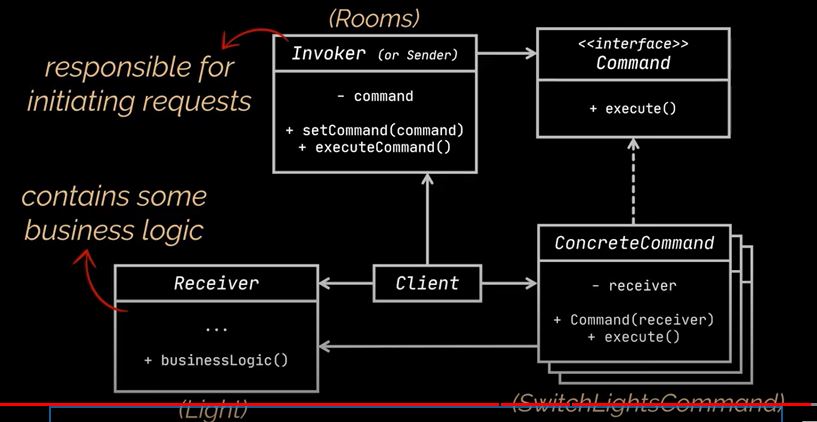 (Rooms)
Invoker (or Sender)
- command
+ setCommand(command)
+ executeCommand()
<<interface>>
Command
+ execute()
responsible for
initiating requests
contains some
business logic
Receiver
...
+ businessLogic()
(Light)
Client
ConcreteCommand
- receiver
+ Command(receiver)
+ execute()
(SwitchLightsCommand)